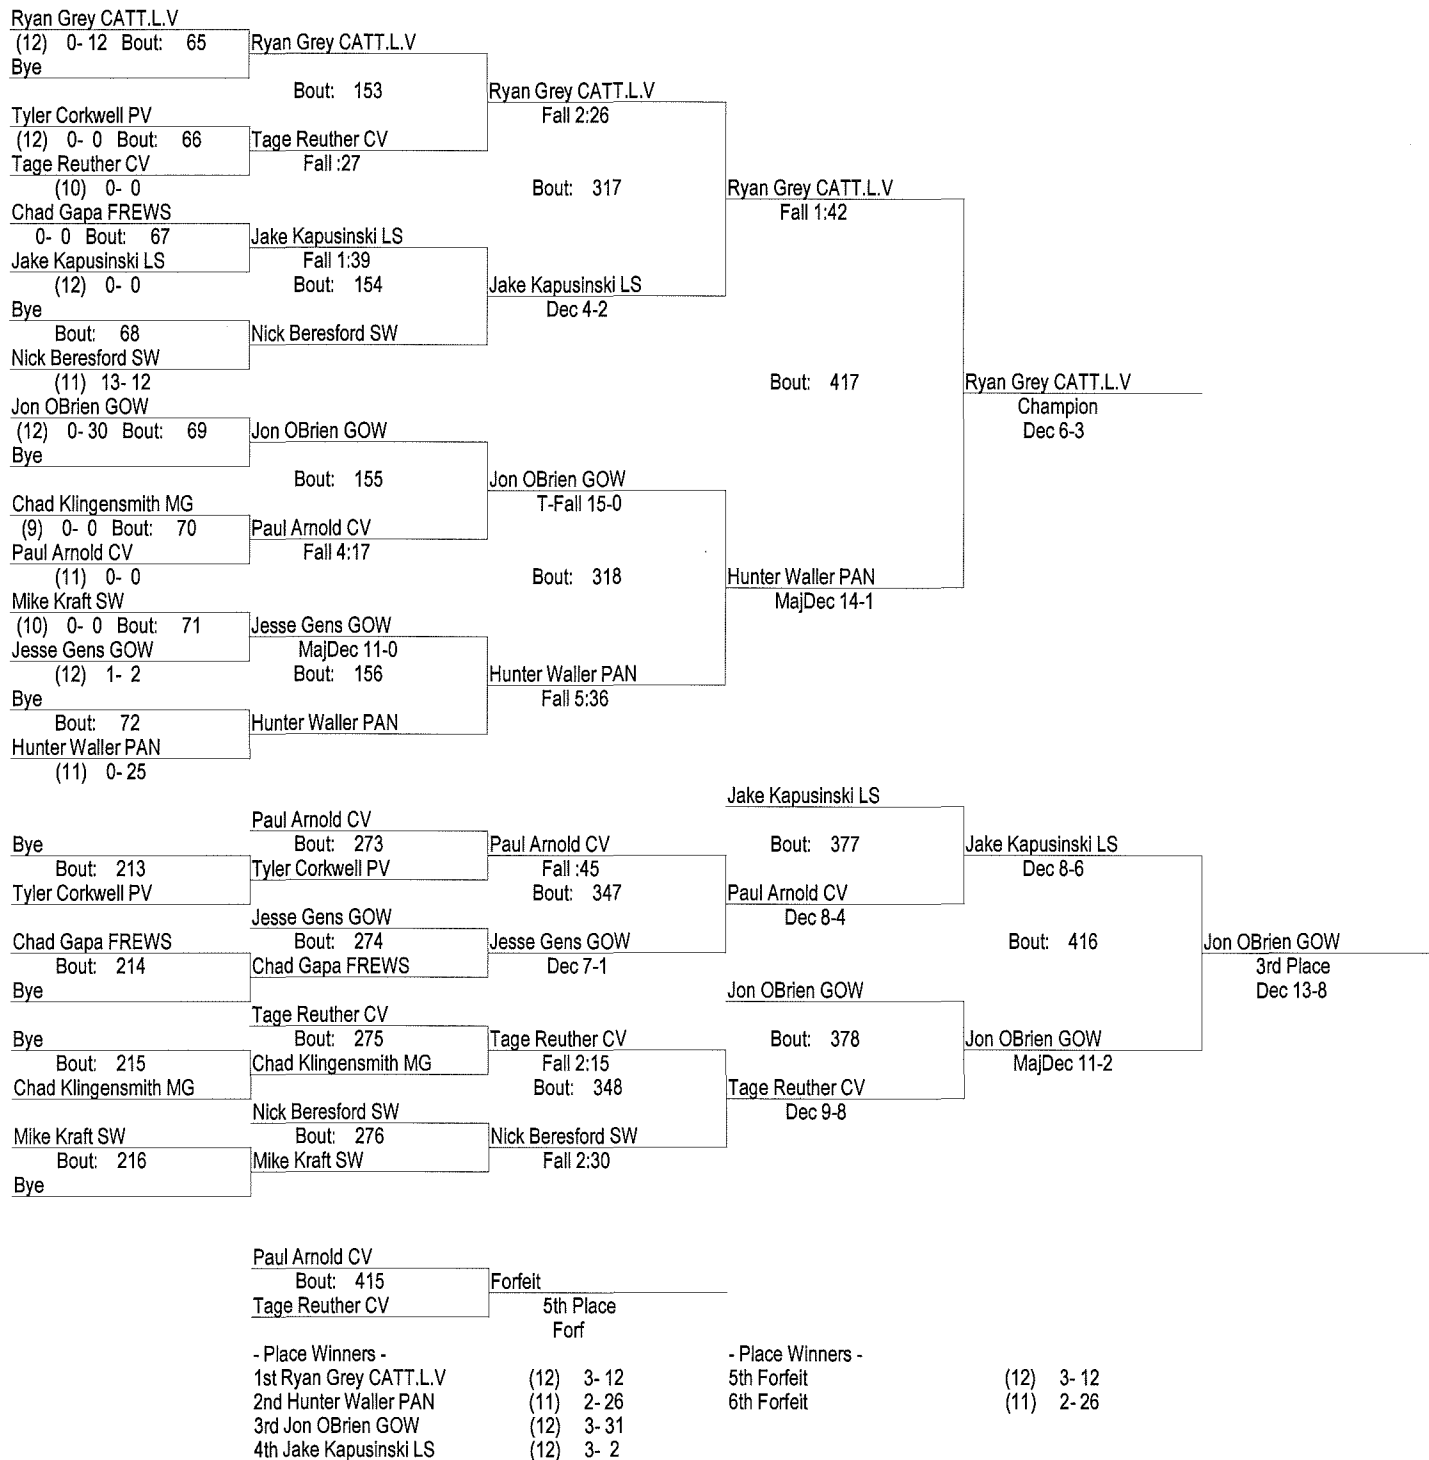 Ryan Grey CATT.L.V
(12) 0- 12 Bout: 65
Bye
Ryan Grey CATT.L.V
Bout: 153
Tyler Corkwell PV
(12) 0- 0 Bout: 66
Tage Reuther CV
(10) 0- 0
Tage Reuther CV
Fall :27
Ryan Grey CATT.L.V
Fall 2:26
Bout: 317
Chad Gapa FREWS
0- 0 Bout: 67
Jake Kapusinski LS
(12) 0- 0
Jake Kapusinski LS
Fall 1:39
Bout: 154
Bye
Bout: 68
Nick Beresford SW
(11) 13- 12
Nick Beresford SW
Jake Kapusinski LS
Dec 4-2
Ryan Grey CATT.L.V
Fall 1:42
Bout: 417
Ryan Grey CATT.L.V
Champion
Dec 6-3
Jon OBrien GOW
(12) 0- 30 Bout: 69
Bye
Jon OBrien GOW
Bout: 155
Chad Klingensmith MG
(9) 0- 0 Bout: 70
Paul Arnold CV
(11) 0- 0
Paul Arnold CV
Fall 4:17
Jon OBrien GOW
T-Fall 15-0
Bout: 318
Mike Kraft SW
(10) 0- 0 Bout: 71
Jesse Gens GOW
(12) 1- 2
Jesse Gens GOW
MajDec 11-0
Bout: 156
Bye
Bout: 72
Hunter Waller PAN
(11) 0- 25
Hunter Waller PAN
Hunter Waller PAN
Fall 5:36
Hunter Waller PAN
MajDec 14-1
Bye
Bout: 213
Tyler Corkwell PV
Paul Arnold CV
Bout: 273
Tyler Corkwell PV
Paul Arnold CV
Fall :45
Bout: 347
Chad Gapa FREWS
Bout: 214
Bye
Jesse Gens GOW
Bout: 274
Chad Gapa FREWS
Jesse Gens GOW
Dec 7-1
Jake Kapusinski LS
Bout: 377
Paul Arnold CV
Dec 8-4
Jake Kapusinski LS
Dec 8-6
Bout: 416
Bye
Bout: 215
Chad Klingensmith MG
Tage Reuther CV
Bout: 275
Chad Klingensmith MG
Tage Reuther CV
Fall 2:15
Bout: 348
Mike Kraft SW
Bout: 216
Bye
Nick Beresford SW
Bout: 276
Mike Kraft SW
Nick Beresford SW
Fall 2:30
Jon OBrien GOW
Bout: 378
Tage Reuther CV
Dec 9-8
Jon OBrien GOW
MajDec 11-2
Jon OBrien GOW
3rd Place
Dec 13-8
Paul Arnold CV
Bout: 415
Tage Reuther CV
Forfeit
5th Place
Forf
- Place Winners -
1st Ryan Grey CATT.L.V (12) 3- 12
2nd Hunter Waller PAN (11) 2- 26
3rd Jon OBrien GOW (12) 3- 31
4th Jake Kapusinski LS (12) 3- 2
- Place Winners -
5th Forfeit (12) 3- 12
6th Forfeit (11) 2- 26